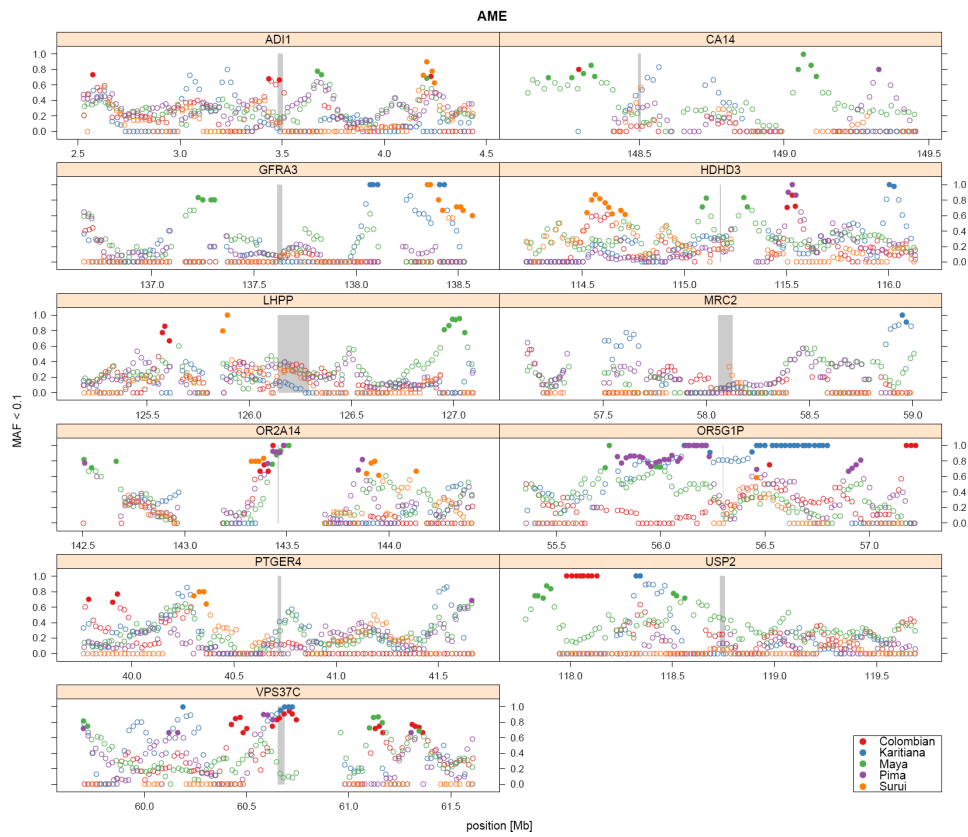 AME
ADI1 CA14
1.0
0.8
0.6
0.4
0.2
0.0
2.5 3.0 3.5 4.0 4.5 148.5 149.0 149.5
GFRA3 HDHD3
1.0
0.8
0.6
0.4
0.2
0.0
137.0 137.5 138.0 138.5 114.5 115.0 115.5 116.0
LHPP MRC2
1.0
0.8
0.6
0.4
0.2
0.0
125.5 126.0 126.5 127.0 57.5 58.0 58.5 59.0
MAF < 0.1
OR2A14 OR5G1P
1.0
0.8
0.6
0.4
0.2
0.0
142.5 143.0 143.5 144.0 55.5 56.0 56.5 57.0
PTGER4 USP2
1.0
0.8
0.6
0.4
0.2
0.0
40.0 40.5 41.0 41.5 118.0 118.5 119.0 119.5
VPS37C
1.0
0.8
0.6
0.4
0.2
0.0
60.0 60.5 61.0 61.5
Colombian
Karitiana
Maya
Pima
Surui
position [Mb]